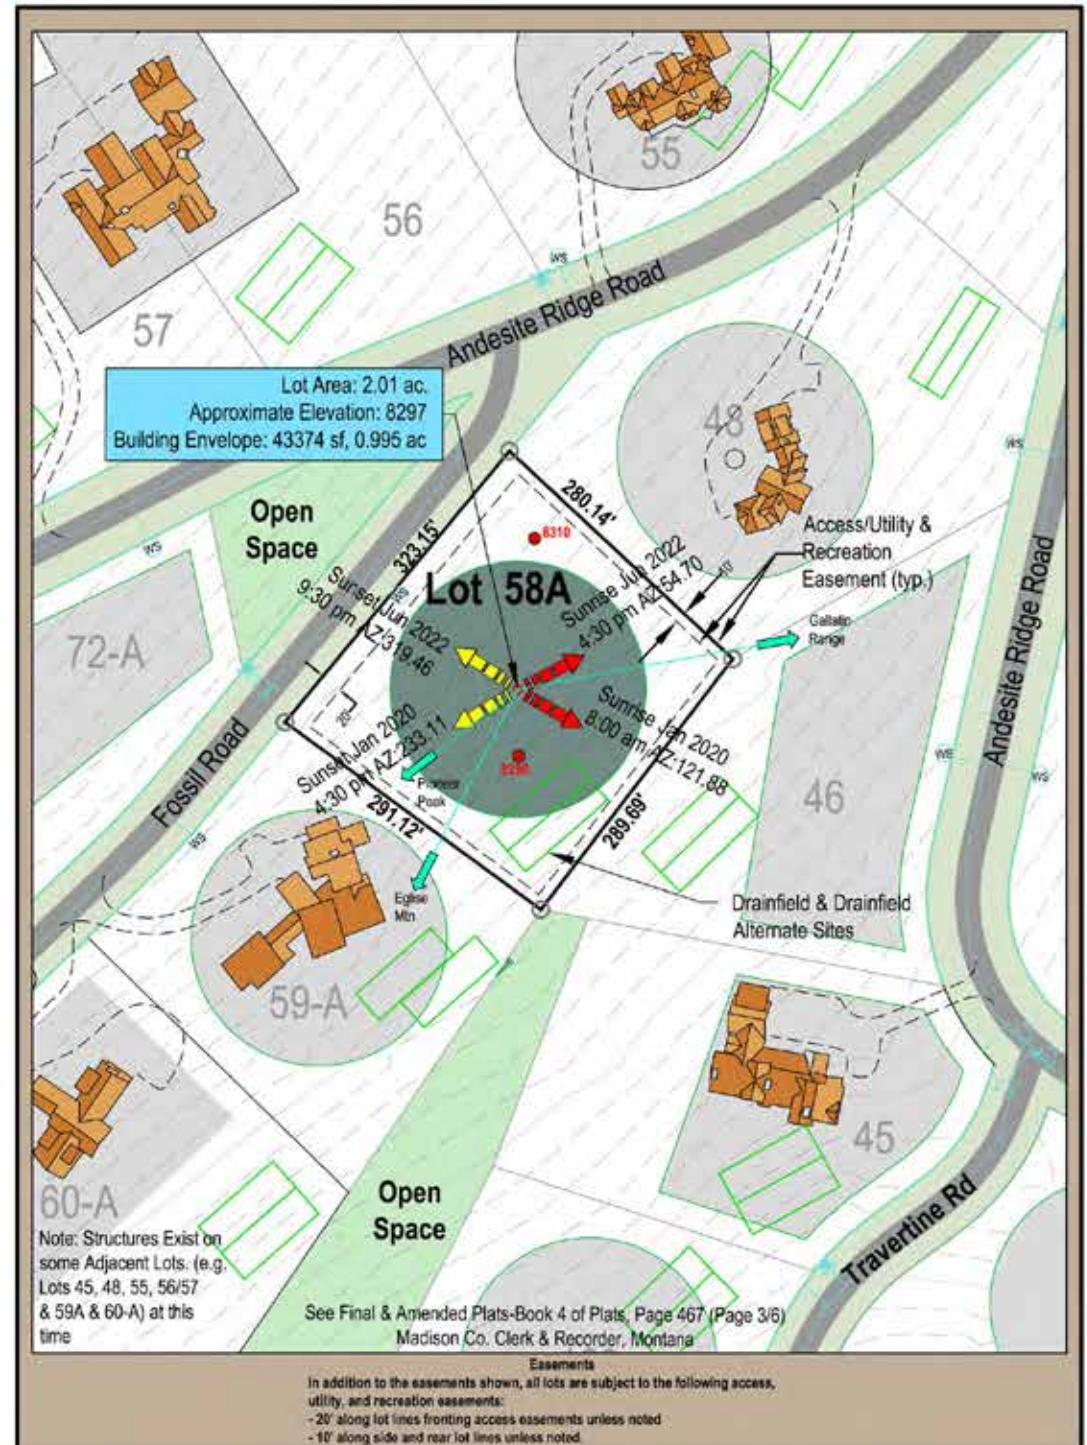 55
56
57
WS
Andesite Ridge Road
Lot Area: 2.01 ac.
Approximate Elevation: 8297
Building Envelope: 43374 sf, 0.995 ac
48
WS
280.14'
Open
Space
WS
323.15'
8310
Access/Utility &
Recreation
Easement (typ.)
Lot 58A
Sunset Jun 2022
9:30 pm AZ:319.46
Sunrise Jun 2022
4:30 pm AZ:54.70
10'
20'
Gallatin
Range
72-A
Andesite Ridge Road
Sunrise Jan 2020
8:00 am AZ:121.88
20'
Sunset Jan 2020
4:30 pm AZ:233.11
Pioneer
Peak
Fossil Road
WS
291.12'
289.69'
46
WE
WS
Eglise
Mtn
Drainfield & Drainfield
Alternate Sites
59-A
45
60-A
Open
Space
Travertine Rd
Note: Structures Exist on
some Adjacent Lots. (e.g.
Lots 45, 48, 55, 56/57
& 59A & 60-A) at this
time
See Final & Amended Plats-Book 4 of Plats, Page 467 (Page 3/6)
Madison Co. Clerk & Recorder, Montana
Easements
In addition to the easements shown, all lots are subject to the following access,
utility, and recreation easements:
- 20' along lot lines fronting access easements unless noted
- 10' along side and rear lot lines unless noted.